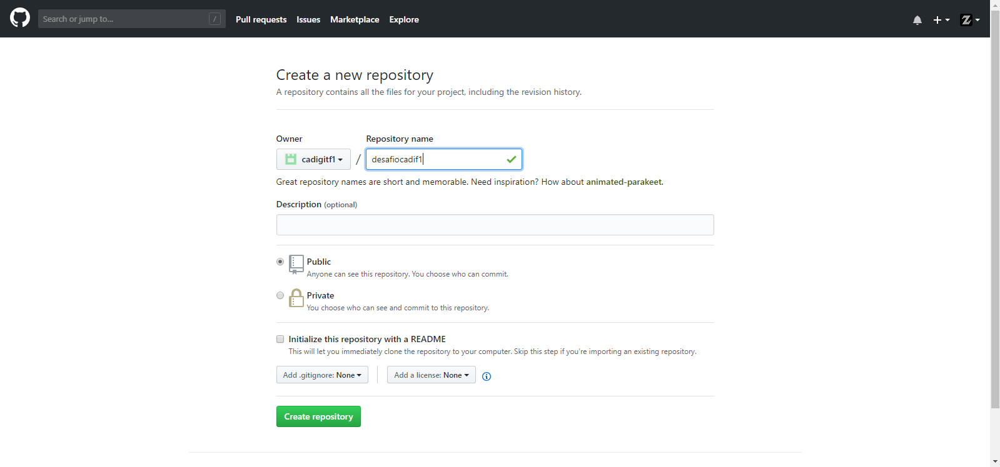 Search or jump to... / Pull requests Issues Marketplace Explore
Create a new repository
A repository contains all the files for your project, including the revision history.
Owner Repository name
cadigitf1 / desafiocadif1
Great repository names are short and memorable. Need inspiration? How about animated-parakeet.
Description (optional)
Public
Anyone can see this repository. You choose who can commit.
Private
You choose who can see and commit to this repository.
Initialize this repository with a README
This will let you immediately clone the repository to your computer. Skip this step if you're importing an existing repository.
Add .gitignore: None Add a license: None
Create repository